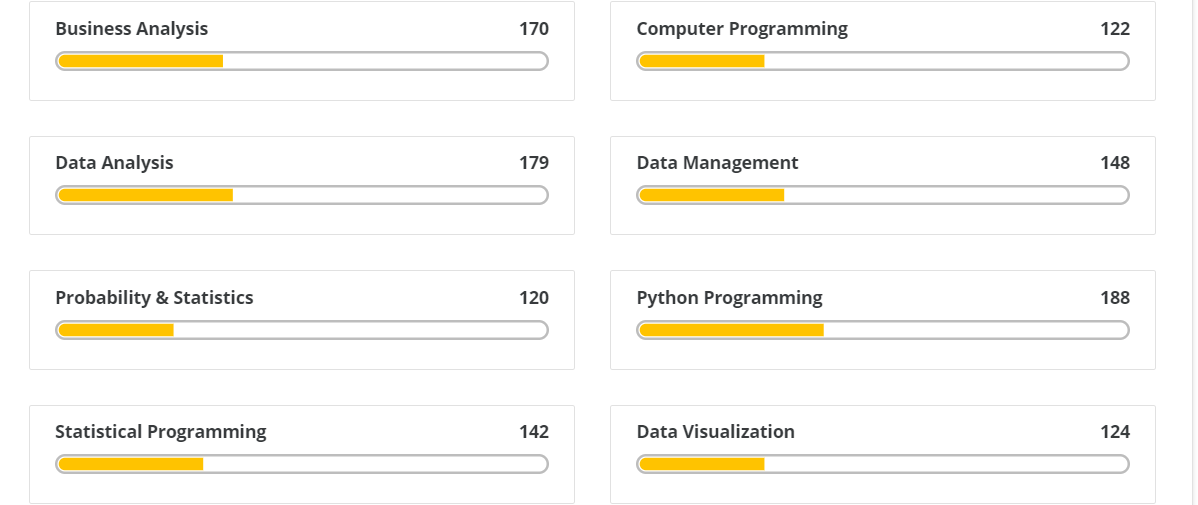 Business Analysis 170
Computer Programming 122
Data Analysis 179
Data Management 148
Probability & Statistics 120
Python Programming 188
Statistical Programming 142
Data Visualization 124